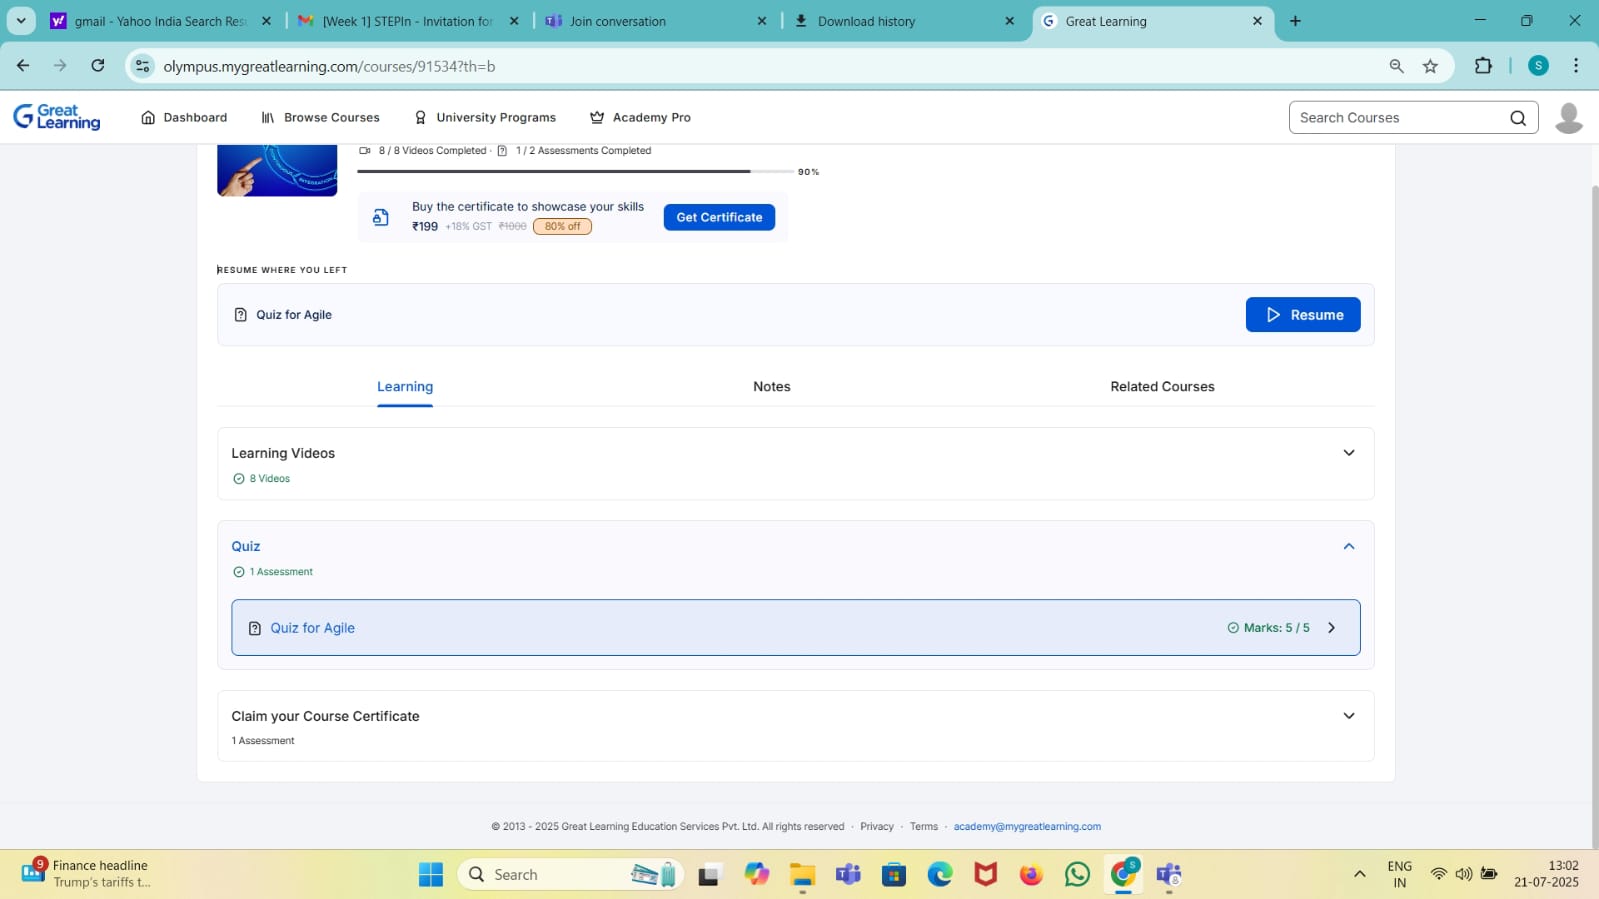 gmail - Yahoo India Search Resu
[Week 1] STEPIn - Invitation for
Join conversation
Download history
Great Learning
olympus.mygreatlearning.com/courses/91534?th=b
S
Great Learning
Dashboard
Browse Courses
University Programs
Academy Pro
Search Courses
8 / 8 Videos Completed · 1 / 2 Assessments Completed
90%
Buy the certificate to showcase your skills
₹199 +18% GST ₹1000 80% off
Get Certificate
RESUME WHERE YOU LEFT
Quiz for Agile
Resume
Learning
Notes
Related Courses
Learning Videos
8 Videos
Quiz
1 Assessment
Quiz for Agile
Marks: 5 / 5
Claim your Course Certificate
1 Assessment
© 2013 - 2025 Great Learning Education Services Pvt. Ltd. All rights reserved · Privacy · Terms · academy@mygreatlearning.com
9
Finance headline
Trump's tariffs t...
Search
S
ENG
IN
13:02
21-07-2025